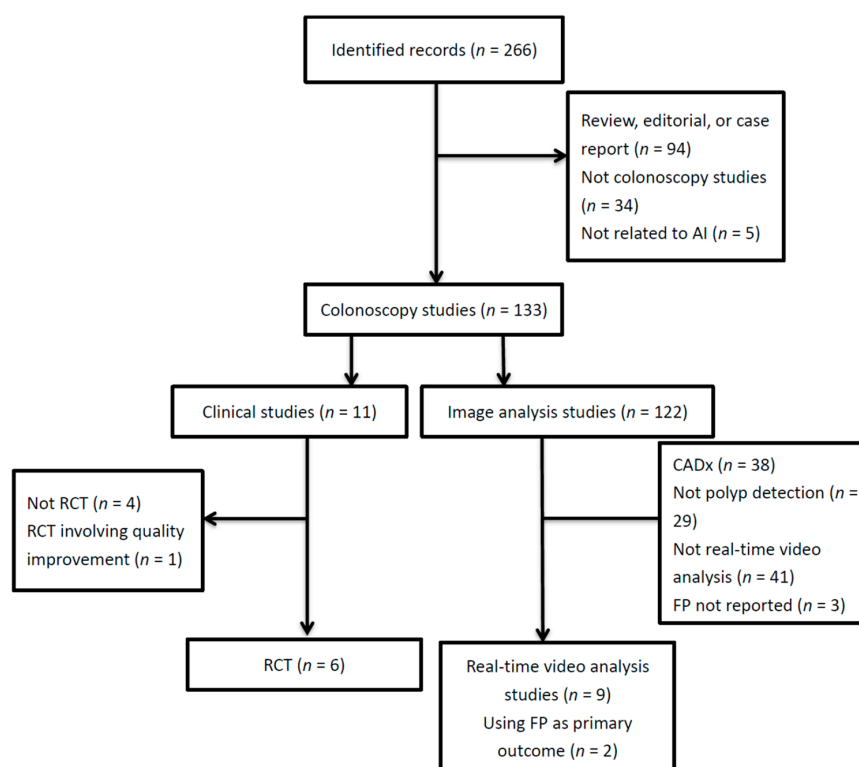 Identified records (n = 266)
Review, editorial, or case
report (n = 94)
Not colonoscopy studies
(n = 34)
Not related to AI (n = 5)
Colonoscopy studies (n = 133)
Clinical studies (n = 11)
Image analysis studies (n = 122)
Not RCT (n = 4)
RCT involving quality
improvement (n = 1)
CADx (n = 38)
Not polyp detection (n =
29)
Not real-time video
analysis (n = 41)
FP not reported (n = 3)
RCT (n = 6)
Real-time video analysis
studies (n = 9)
Using FP as primary
outcome (n = 2)